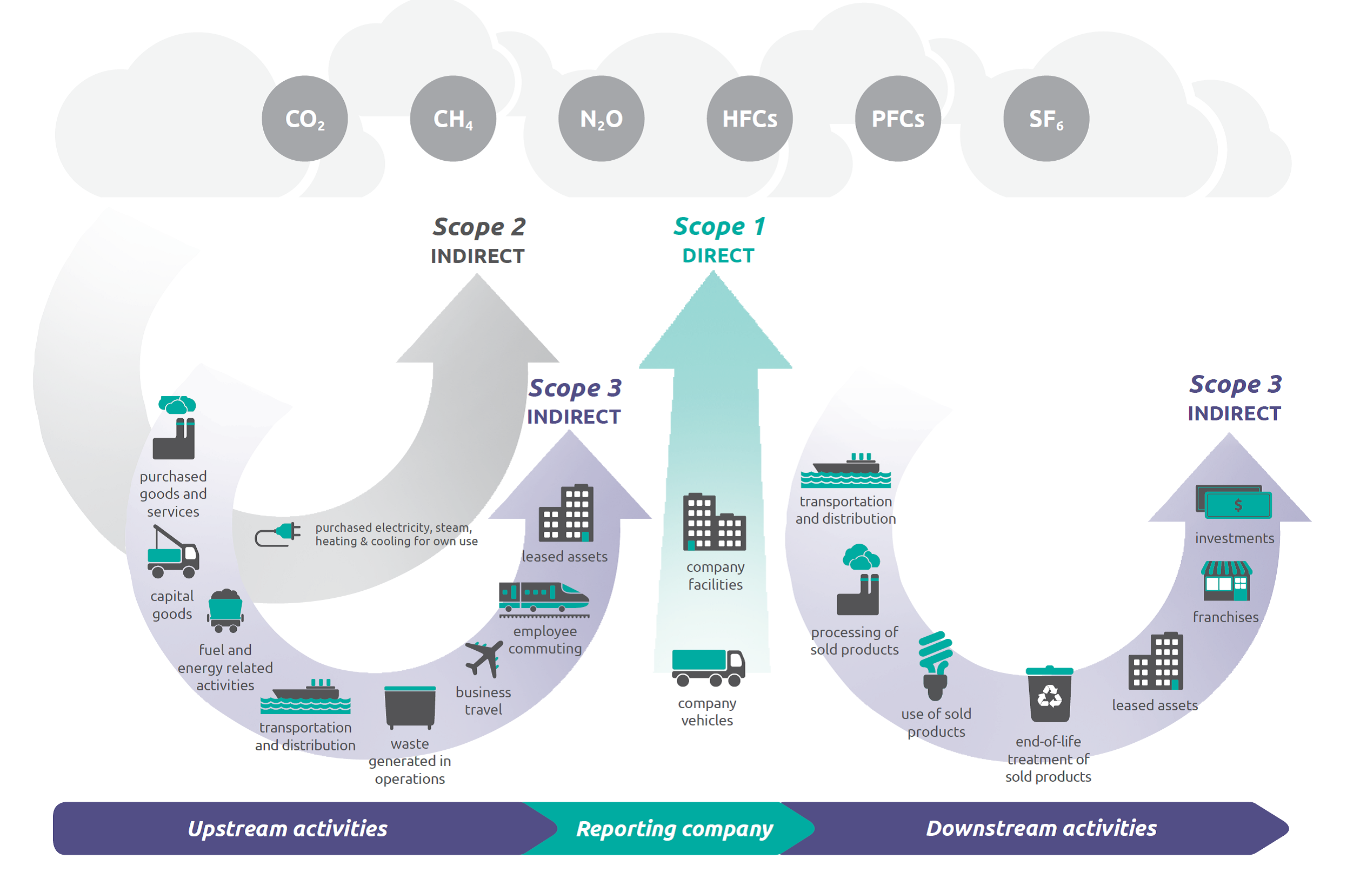 CO₂
CH₄
N₂O
HFCs
PFCs
SF₆
Scope 2
INDIRECT
Scope 1
DIRECT
Scope 3
INDIRECT
Scope 3
INDIRECT
purchased
goods and
services
capital
goods
fuel and
energy related
activities
transportation
and distribution
waste
generated in
operations
business
travel
employee
commuting
leased assets
purchased electricity, steam,
heating & cooling for own use
company
facilities
company
vehicles
transportation
and distribution
processing of
sold products
use of sold
products
end-of-life
treatment of
sold products
leased assets
franchises
$
investments
Upstream activities
Reporting company
Downstream activities